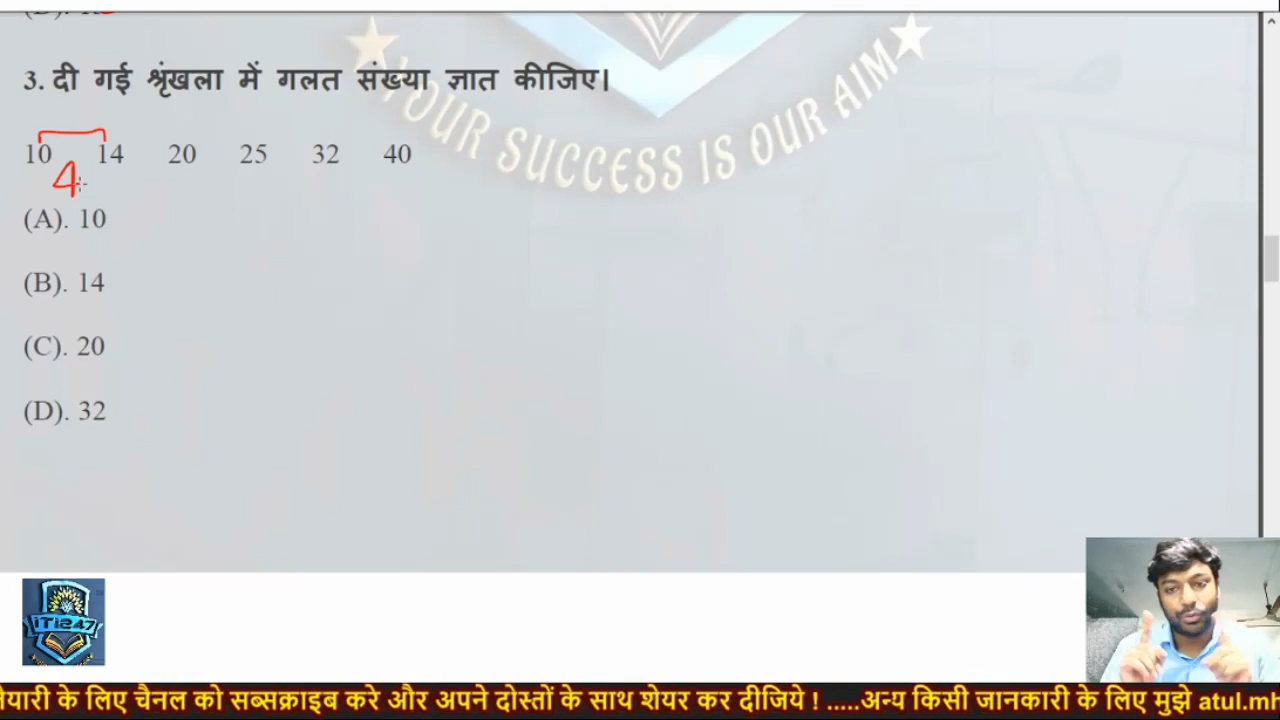 3. दी गई श्रृंखला में गलत संख्या ज्ञात कीजिए।
YOUR SUCCESS IS OUR AIM
10 14 20 25 32 40
4
(A). 10
(B). 14
(C). 20
(D). 32
ITI247
तैयारी के लिए चैनल को सब्सक्राइब करे और अपने दोस्तों के साथ शेयर कर दीजिये ! .....अन्य किसी जानकारी के लिए मुझे atul.mh